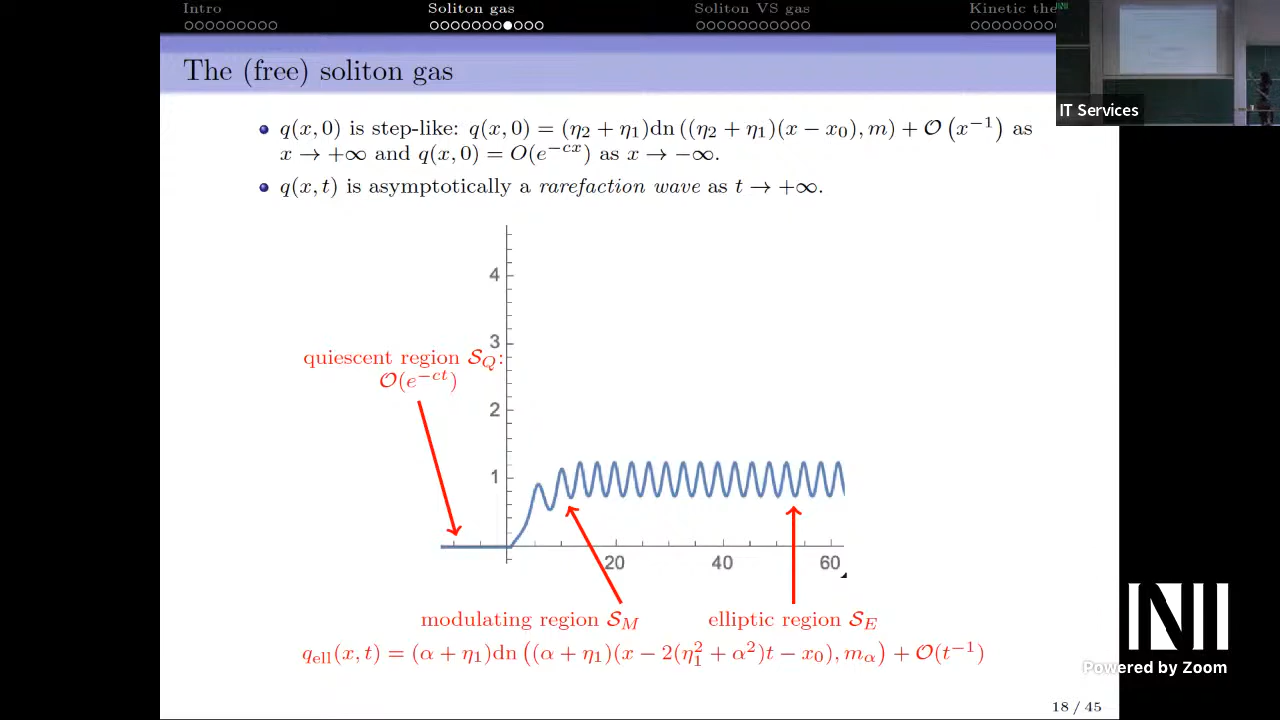 Intro Soliton gas Soliton VS gas Kinetic the
The (free) soliton gas
q(x, 0) is step-like: q(x, 0) = (η₂ + η₁)dn ((η₂ + η₁)(x − x₀), m) + 𝒪 (x⁻¹) as
x → +∞ and q(x, 0) = O(e⁻ᶜˣ) as x → −∞.
q(x, t) is asymptotically a rarefaction wave as t → +∞.
4
3
2
1
20 40 60
quiescent region 𝒮_Q:
𝒪(e⁻ᶜᵗ)
modulating region 𝒮_M elliptic region 𝒮_E
q_ell(x, t) = (α + η₁)dn ((α + η₁)(x − 2(η₁² + α²)t − x₀), m_α) + 𝒪(t⁻¹)
18 / 45
IT Services
Powered by Zoom